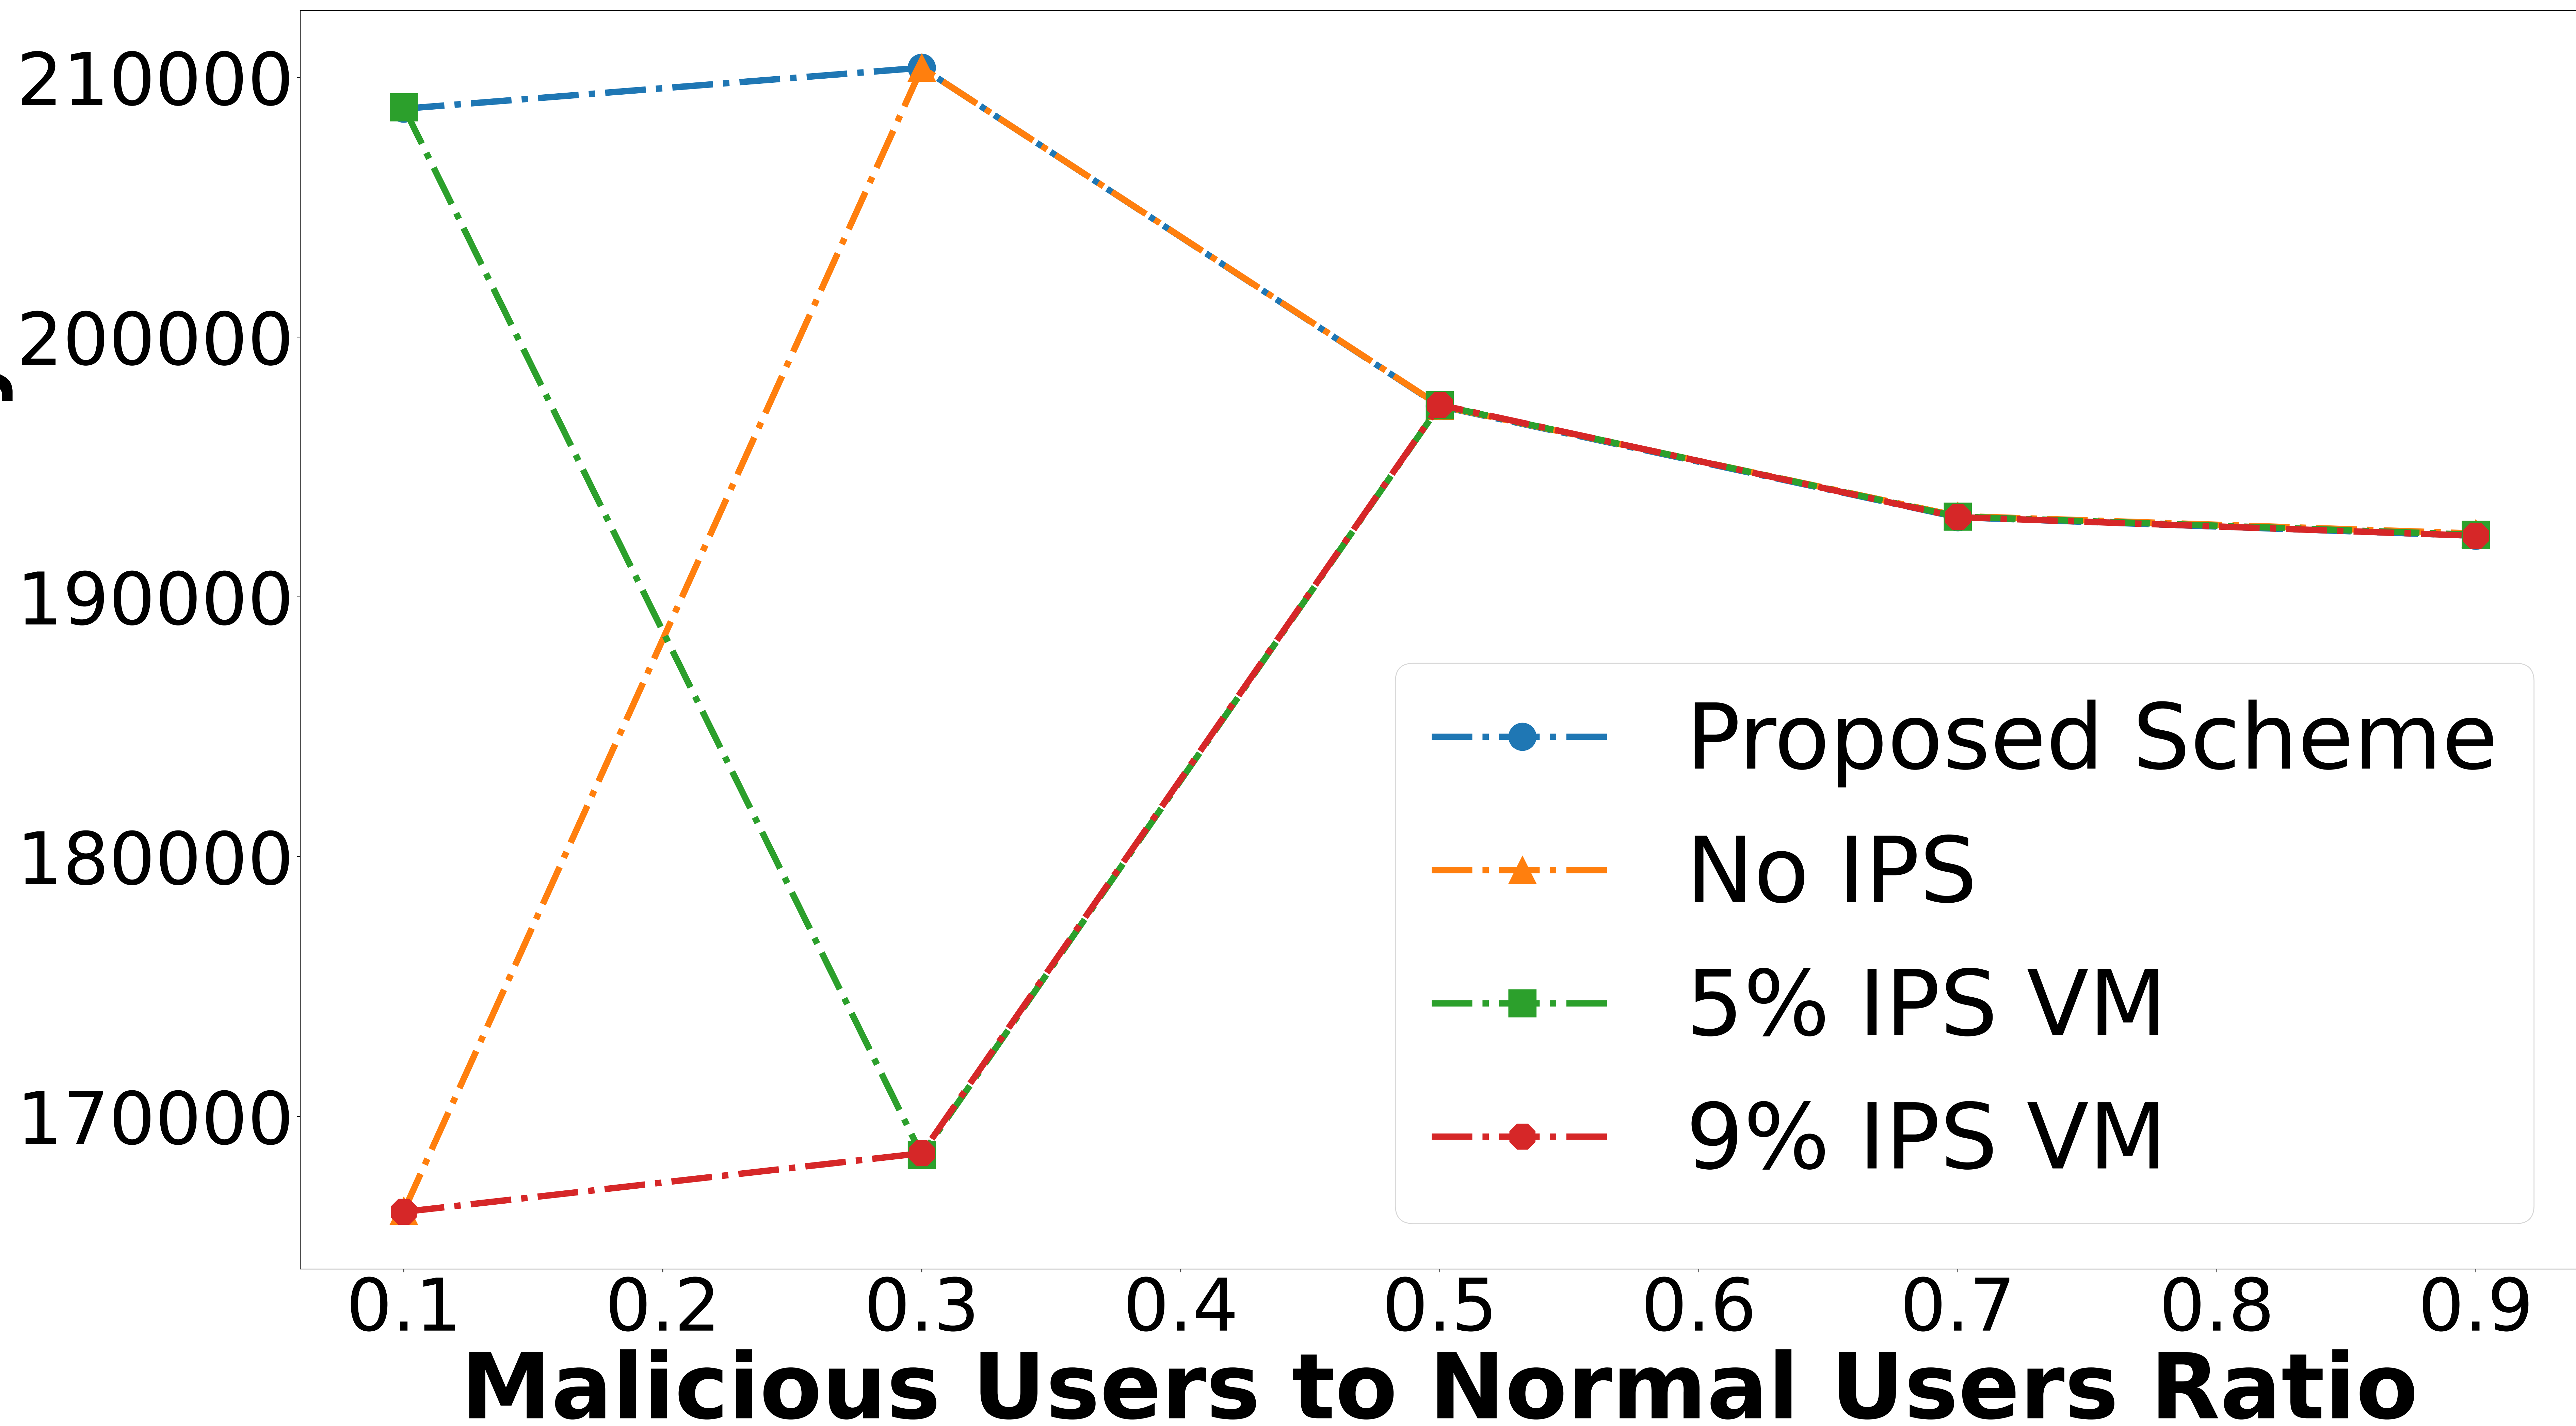 210000
200000
190000
180000
170000
Proposed Scheme
No IPS
5% IPS VM
9% IPS VM
0.1 0.2 0.3 0.4 0.5 0.6 0.7 0.8 0.9
Malicious Users to Normal Users Ratio